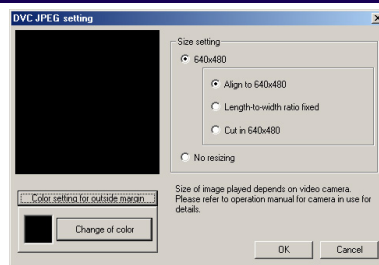 DVC JPEG setting
Size setting
640x480
Align to 640x480
Length-to-width ratio fixed
Cut in 640x480
No resizing
Color setting for outside margin
Change of color
Size of image played depends on video camera.
Please refer to operation manual for camera in use for
details.
OK
Cancel